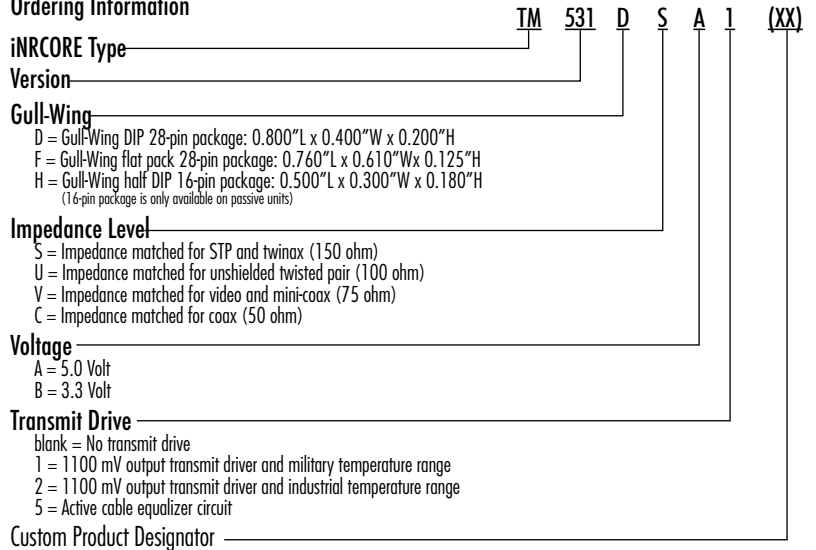 Ordering Information
TM 531 D S A 1 (XX)
iNRCORE Type
Version
Gull-Wing
D = Gull-Wing DIP 28-pin package: 0.800"L x 0.400"W x 0.200"H
F = Gull-Wing flat pack 28-pin package: 0.760"L x 0.610"Wx 0.125"H
H = Gull-Wing half DIP 16-pin package: 0.500"L x 0.300"W x 0.180"H
(16-pin package is only available on passive units)
Impedance Level
S = Impedance matched for STP and twinax (150 ohm)
U = Impedance matched for unshielded twisted pair (100 ohm)
V = Impedance matched for video and mini-coax (75 ohm)
C = Impedance matched for coax (50 ohm)
Voltage
A = 5.0 Volt
B = 3.3 Volt
Transmit Drive
blank = No transmit drive
1 = 1100 mV output transmit driver and military temperature range
2 = 1100 mV output transmit driver and industrial temperature range
5 = Active cable equalizer circuit
Custom Product Designator